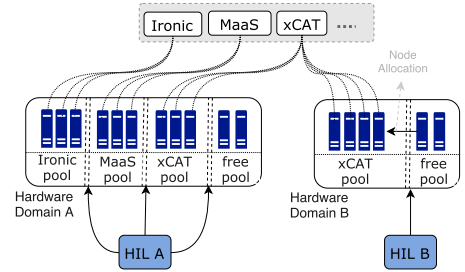 Ironic MaaS xCAT ....
Node
Allocation
Ironic
pool
MaaS
pool
xCAT
pool
free
pool
xCAT
pool
free
pool
Hardware
Domain A
Hardware
Domain B
HIL A
HIL B